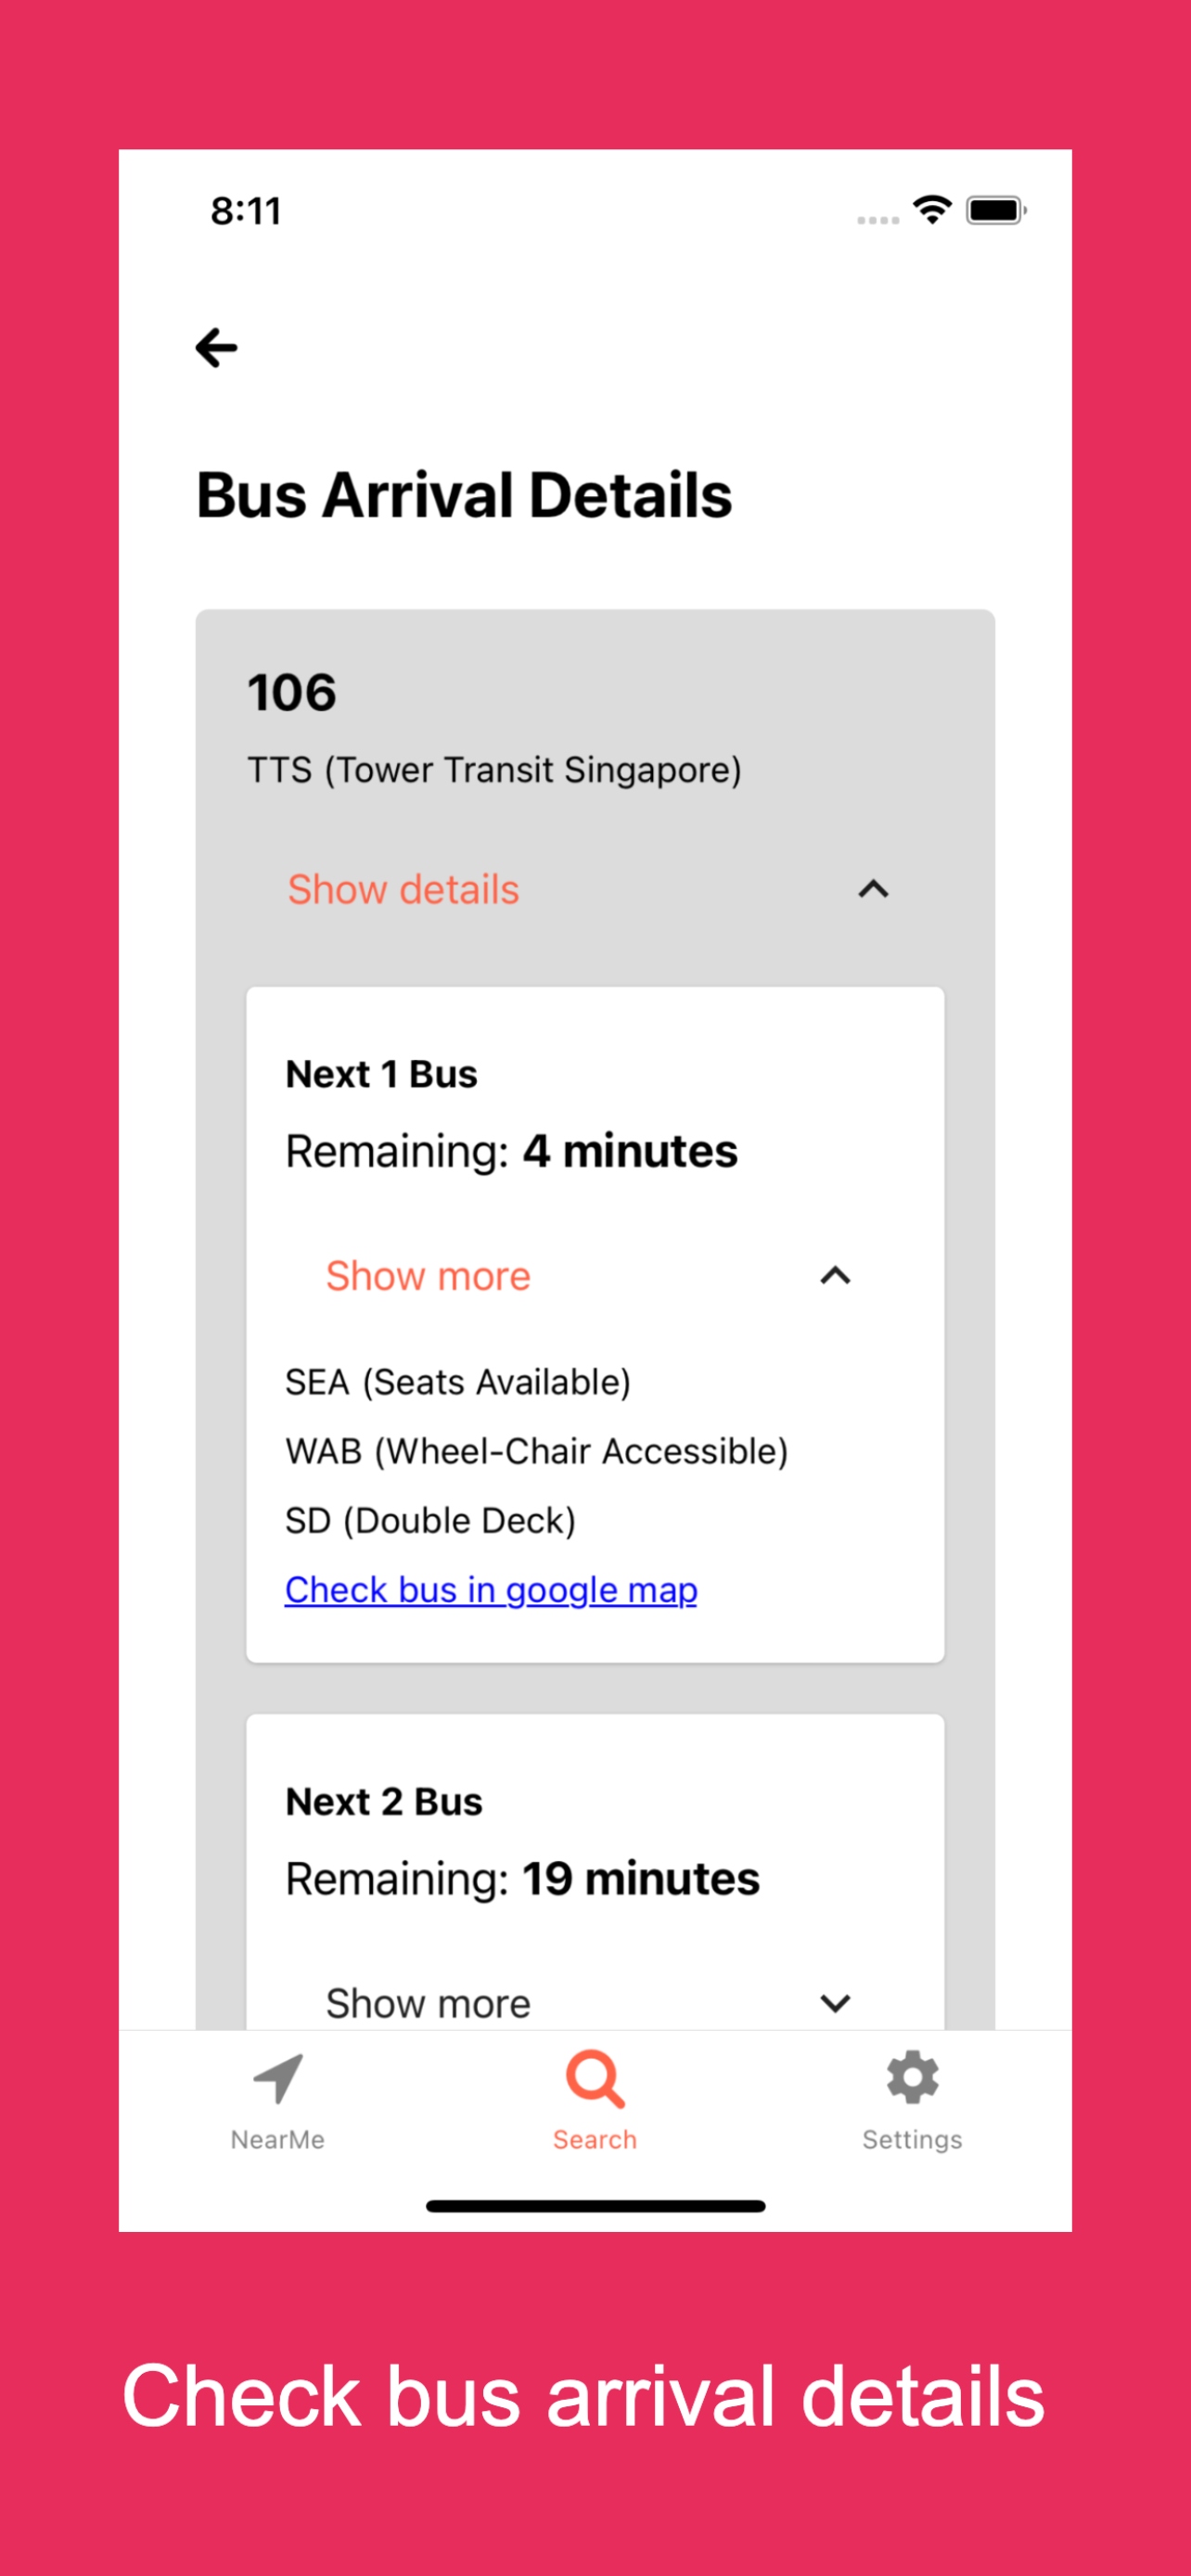 8:11
Bus Arrival Details
106
TTS (Tower Transit Singapore)
Show details
Next 1 Bus
Remaining: 4 minutes
Show more
SEA (Seats Available)
WAB (Wheel-Chair Accessible)
SD (Double Deck)
Check bus in google map
Next 2 Bus
Remaining: 19 minutes
Show more
NearMe
Search
Settings
Check bus arrival details